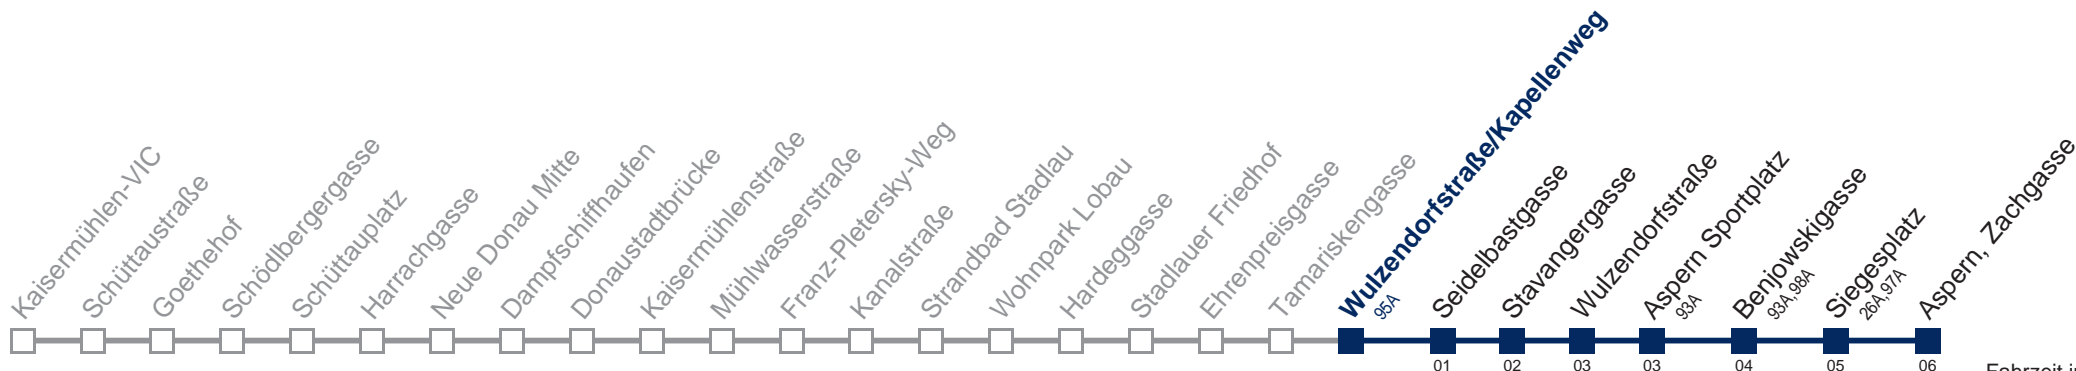 Kaisermühlen-VIC
Schüttaustraße
Goethehof
Schödlbergergasse
Schüttauplatz
Harrachgasse
Neue Donau Mitte
Dampfschiffhaufen
Donaustadtbrücke
Kaisermühlenstraße
Mühlwasserstraße
Franz-Pletersky-Weg
Kanalstraße
Strandbad Stadlau
Wohnpark Lobau
Hardeggasse
Stadlauer Friedhof
Ehrenpreisgasse
Tamariskengasse
Wulzendorfstraße/Kapellenweg
95A
Seidelbastgasse
Stavangergasse
Wulzendorfstraße
Aspern Sportplatz
93A
Benjowskigasse
93A,98A
Siegesplatz
26A,97A
Aspern, Zachgasse
01 02 03 03 04 05 06
Fahrzeit